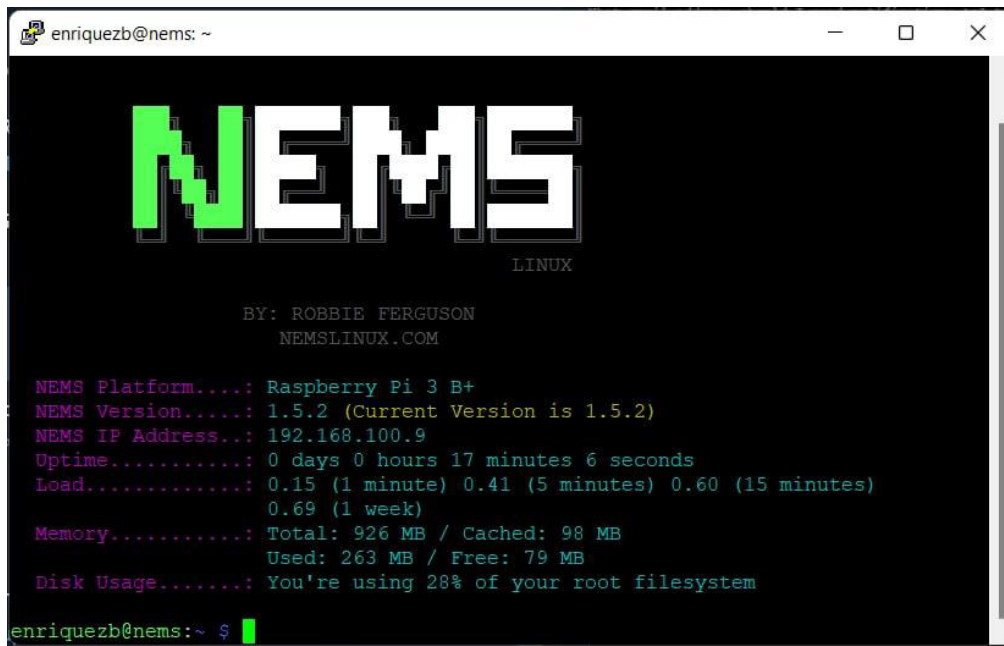 enriquezb@nems: ~
NEMS
LINUX
BY: ROBBIE FERGUSON
NEMSLINUX.COM
NEMS Platform....: Raspberry Pi 3 B+
NEMS Version.....: 1.5.2 (Current Version is 1.5.2)
NEMS IP Address..: 192.168.100.9
Uptime...........: 0 days 0 hours 17 minutes 6 seconds
Load.............: 0.15 (1 minute) 0.41 (5 minutes) 0.60 (15 minutes)
0.69 (1 week)
Memory...........: Total: 926 MB / Cached: 98 MB
Used: 263 MB / Free: 79 MB
Disk Usage.......: You're using 28% of your root filesystem
enriquezb@nems:~ $